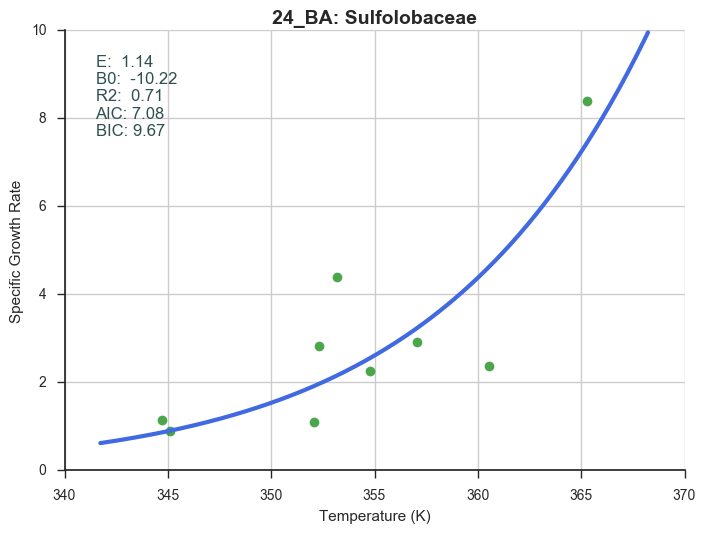 24_BA: Sulfolobaceae
E:  1.14
B0:  -10.22
R2:  0.71
AIC: 7.08
BIC: 9.67
10
8
6
4
2
0
Specific Growth Rate
340 345 350 355 360 365 370
Temperature (K)